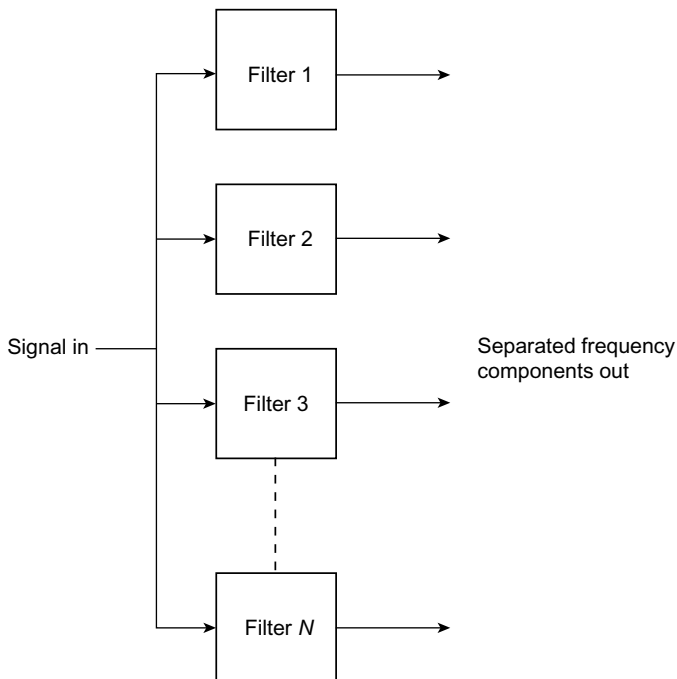 Filter 1
Filter 2
Signal in
Separated frequency
components out
Filter 3
Filter N